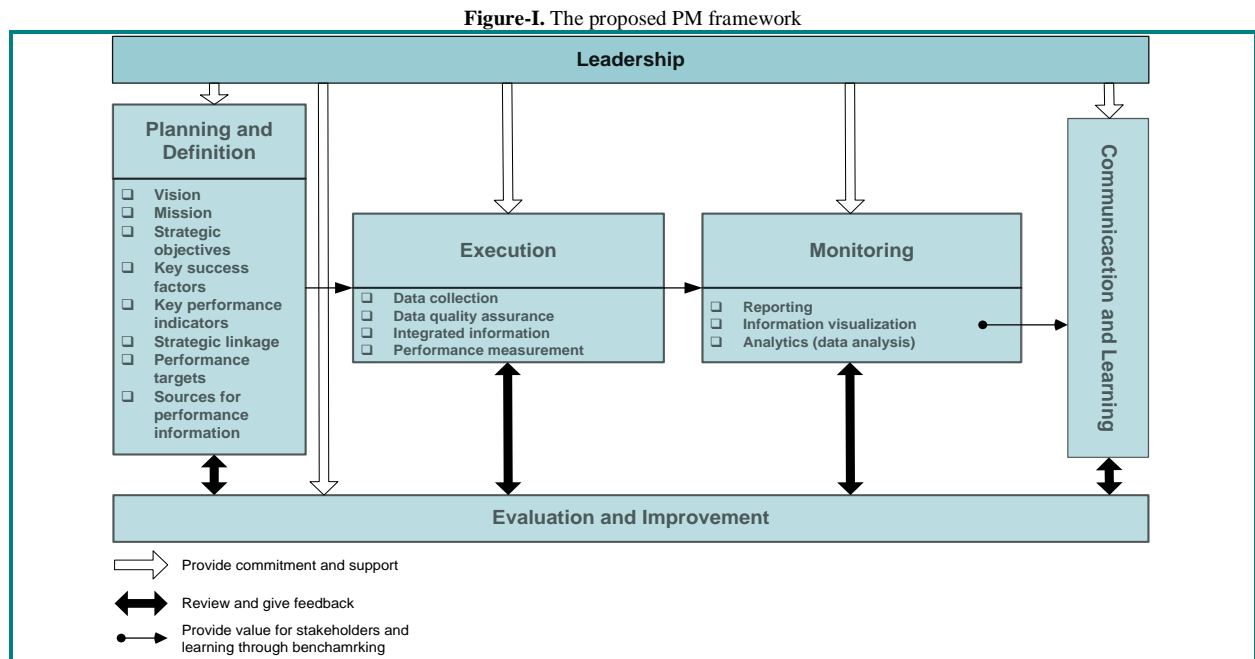 Figure-I. The proposed PM framework
Leadership
Planning and
Definition
Vision
Mission
Strategic
objectives
Key success
factors
Key performance
indicators
Strategic linkage
Performance
targets
Sources for
performance
information
Execution
Data collection
Data quality assurance
Integrated information
Performance measurement
Monitoring
Reporting
Information visualization
Analytics (data analysis)
Communicaction and Learning
Evaluation and Improvement
Provide commitment and support
Review and give feedback
Provide value for stakeholders and
learning through benchamrking